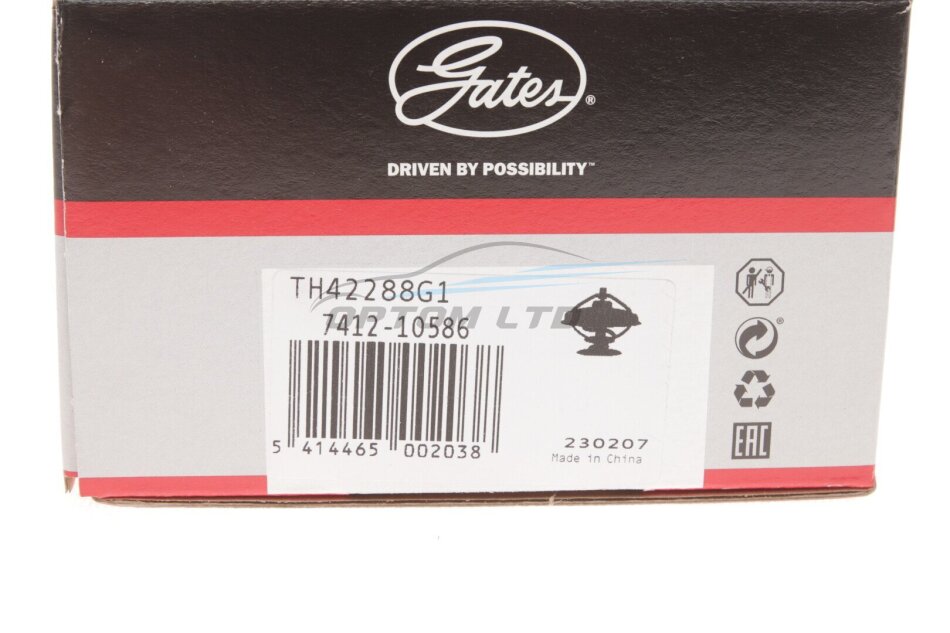 Gates®
DRIVEN BY POSSIBILITY™
TH42288G1
OPTOM LTD
7412-10586
5 414465 002038
230207
Made in China
EAC